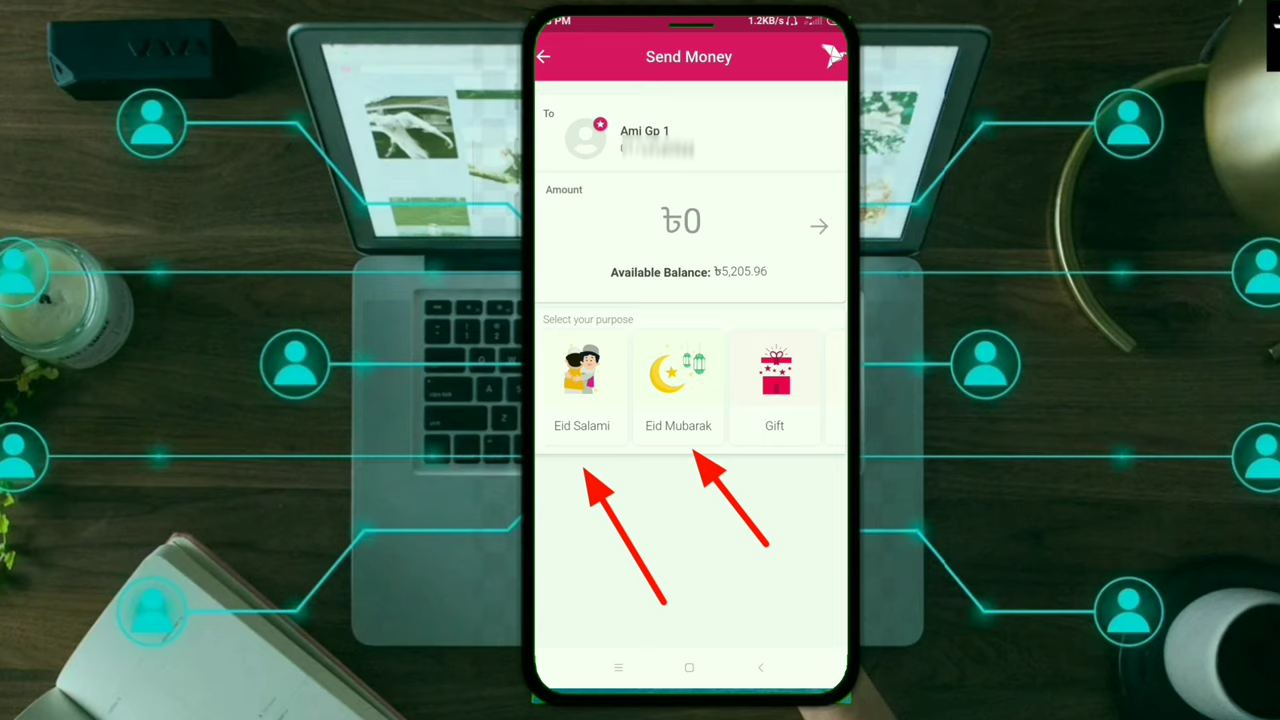 PM
1.2KB/s
Send Money
To
Ami Gp 1
Amount
৳0
Available Balance: ৳5,205.96
Select your purpose
Eid Salami
Eid Mubarak
Gift